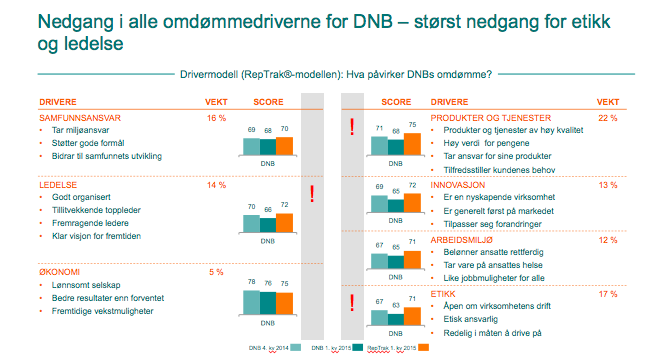 Nedgang i alle omdømmedriverne for DNB – størst nedgang for etikk
og ledelse
Drivermodell (RepTrak®-modellen): Hva påvirker DNBs omdømme?
DRIVERE VEKT SCORE
SAMFUNNSANSVAR 16 %
• Tar miljøansvar
• Støtter gode formål
• Bidrar til samfunnets utvikling
69 68 70
DNB
LEDELSE 14 %
• Godt organisert
• Tillitvekkende toppleder
• Fremragende ledere
• Klar visjon for fremtiden
70 66 72
DNB
!
ØKONOMI 5 %
• Lønnsomt selskap
• Bedre resultater enn forventet
• Fremtidige vekstmuligheter
78 76 75
DNB
SCORE DRIVERE VEKT
!
71 68 75
DNB
PRODUKTER OG TJENESTER 22 %
• Produkter og tjenester av høy kvalitet
• Høy verdi for pengene
• Tar ansvar for sine produkter
• Tilfredsstiller kundenes behov
69 65 72
DNB
INNOVASJON 13 %
• Er en nyskapende virksomhet
• Er generelt først på markedet
• Tilpasser seg forandringer
67 65 71
DNB
ARBEIDSMILJØ 12 %
• Belønner ansatte rettferdig
• Tar vare på ansattes helse
• Like jobbmuligheter for alle
!
67 63 71
DNB
ETIKK 17 %
• Åpen om virksomhetens drift
• Etisk ansvarlig
• Redelig i måten å drive på
DNB 4. kv 2014 DNB 1. kv 2015 RepTrak 1. kv 2015